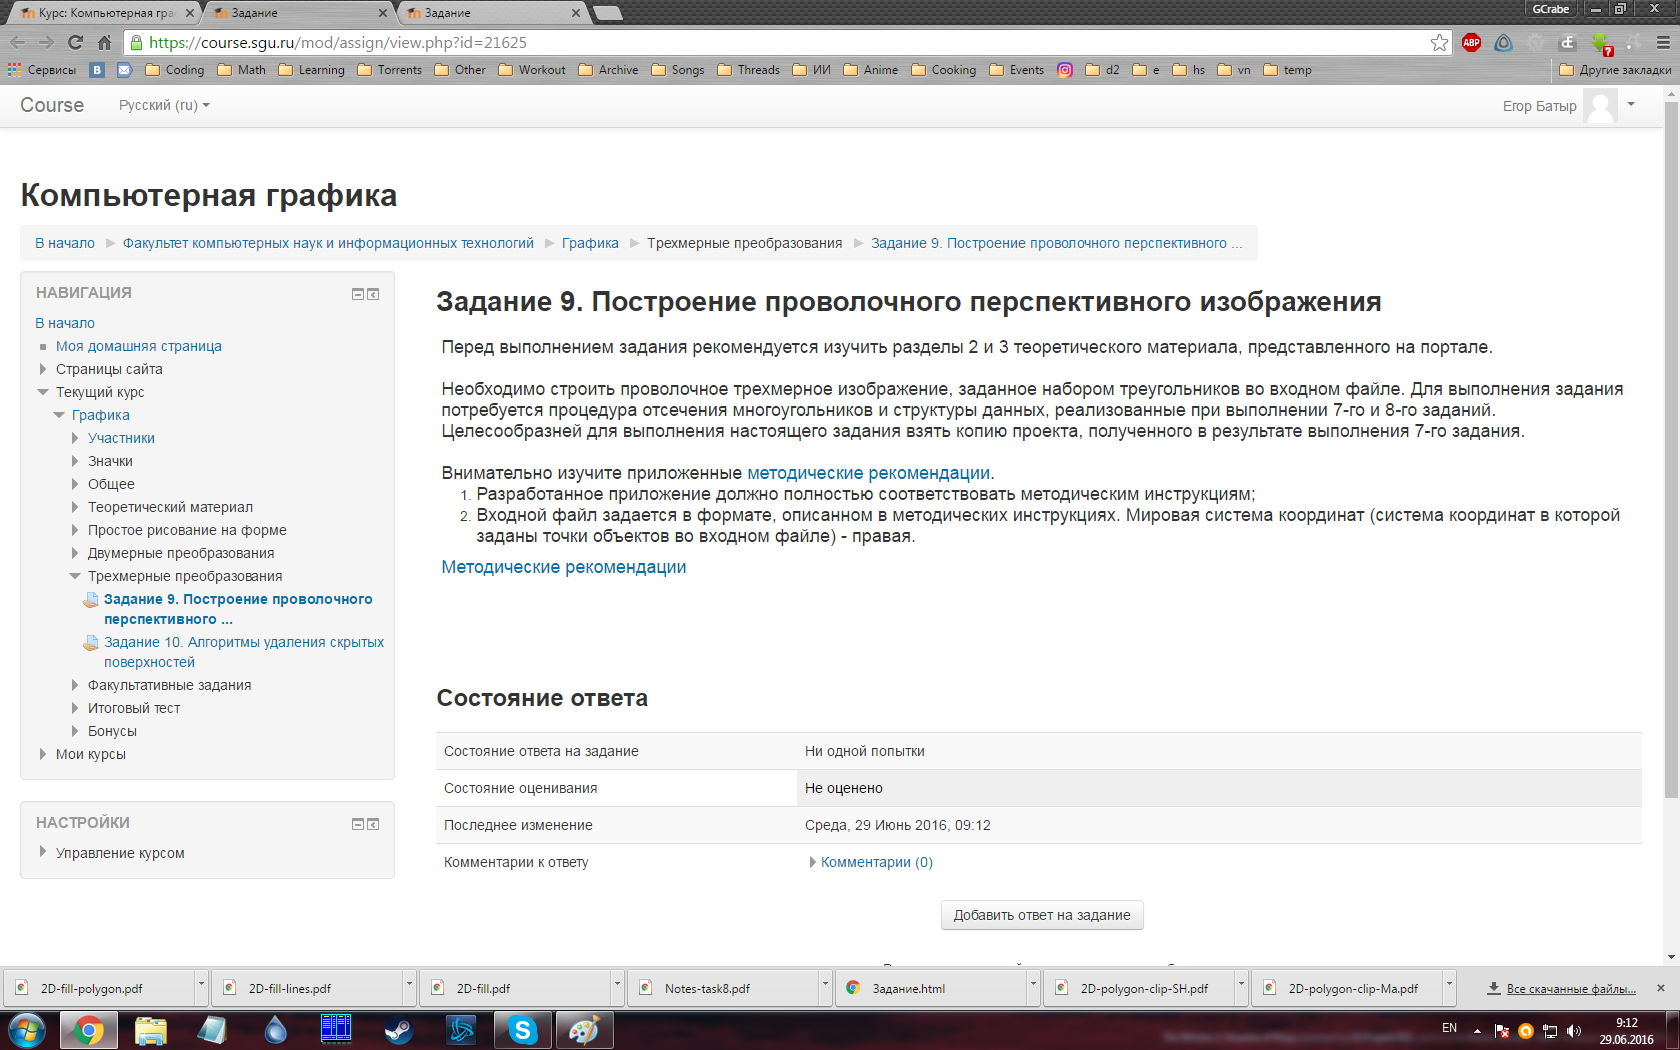 Курс: Компьютерная гра
Задание
Задание
GCrabe
https://course.sgu.ru/mod/assign/view.php?id=21625
ABP
Сервисы
B
Coding
Math
Learning
Torrents
Other
Workout
Archive
Songs
Threads
ИИ
Anime
Cooking
Events
d2
e
hs
vn
temp
Другие закладки
Course
Русский (ru)
Егор Батыр
Компьютерная графика
В начало
Факультет компьютерных наук и информационных технологий
Графика
Трехмерные преобразования
Задание 9. Построение проволочного перспективного ...
НАВИГАЦИЯ
В начало
Моя домашняя страница
Страницы сайта
Текущий курс
Графика
Участники
Значки
Общее
Теоретический материал
Простое рисование на форме
Двумерные преобразования
Трехмерные преобразования
Задание 9. Построение проволочного
перспективного ...
Задание 10. Алгоритмы удаления скрытых
поверхностей
Факультативные задания
Итоговый тест
Бонусы
Мои курсы
НАСТРОЙКИ
Управление курсом
Задание 9. Построение проволочного перспективного изображения
Перед выполнением задания рекомендуется изучить разделы 2 и 3 теоретического материала, представленного на портале.
Необходимо строить проволочное трехмерное изображение, заданное набором треугольников во входном файле. Для выполнения задания
потребуется процедура отсечения многоугольников и структуры данных, реализованные при выполнении 7-го и 8-го заданий.
Целесообразней для выполнения настоящего задания взять копию проекта, полученного в результате выполнения 7-го задания.
Внимательно изучите приложенные методические рекомендации.
1. Разработанное приложение должно полностью соответствовать методическим инструкциям;
2. Входной файл задается в формате, описанном в методических инструкциях. Мировая система координат (система координат в которой
заданы точки объектов во входном файле) - правая.
Методические рекомендации
Состояние ответа
Состояние ответа на задание
Ни одной попытки
Состояние оценивания
Не оценено
Последнее изменение
Среда, 29 Июнь 2016, 09:12
Комментарии к ответу
Комментарии (0)
Добавить ответ на задание
2D-fill-polygon.pdf
2D-fill-lines.pdf
2D-fill.pdf
Notes-task8.pdf
Задание.html
2D-polygon-clip-SH.pdf
2D-polygon-clip-Ma.pdf
Все скачанные файлы...
EN
9:12
29.06.2016